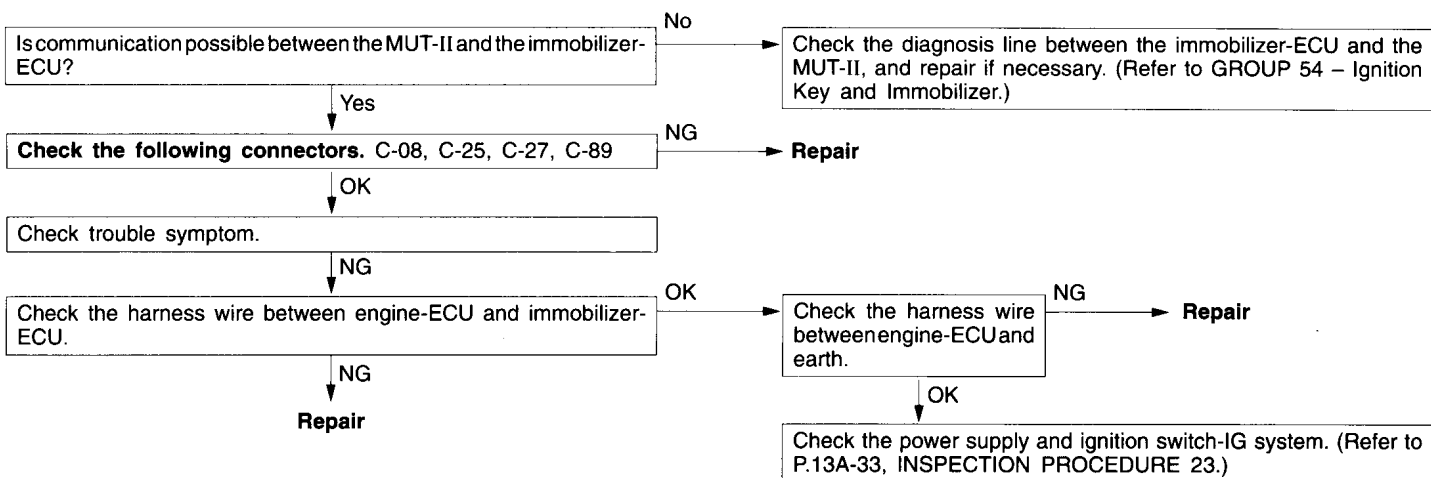 No
Is communication possible between the MUT-II and the immobilizer-
ECU?
Check the diagnosis line between the immobilizer-ECU and the
MUT-II, and repair if necessary. (Refer to GROUP 54 – Ignition
Key and Immobilizer.)
Yes
Check the following connectors. C-08, C-25, C-27, C-89
NG
Repair
OK
Check trouble symptom.
NG
Check the harness wire between engine-ECU and immobilizer-
ECU.
OK
Check the harness wire
between engine-ECU and
earth.
NG
Repair
NG
Repair
OK
Check the power supply and ignition switch-IG system. (Refer to
P.13A-33, INSPECTION PROCEDURE 23.)